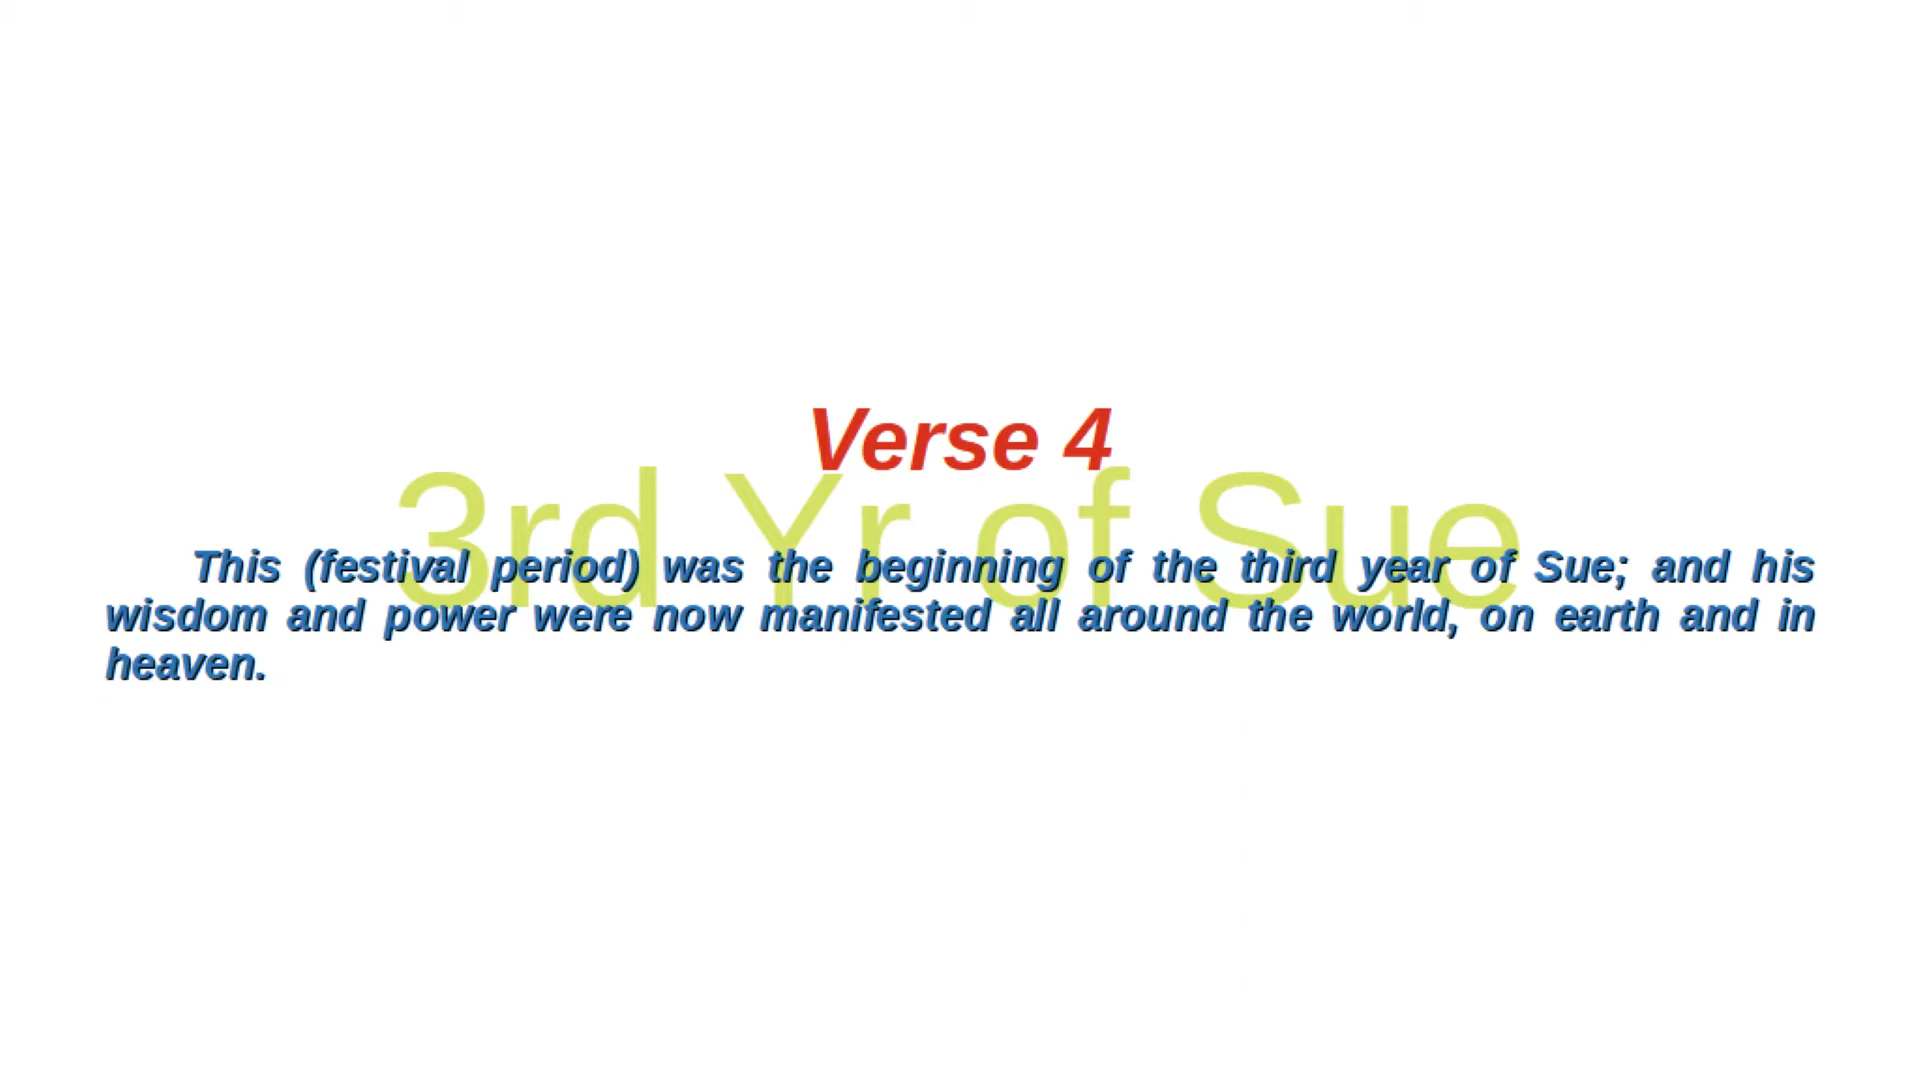 Verse 4
3rd Yr of Sue
This (festival period) was the beginning of the third year of Sue; and his
wisdom and power were now manifested all around the world, on earth and in
heaven.